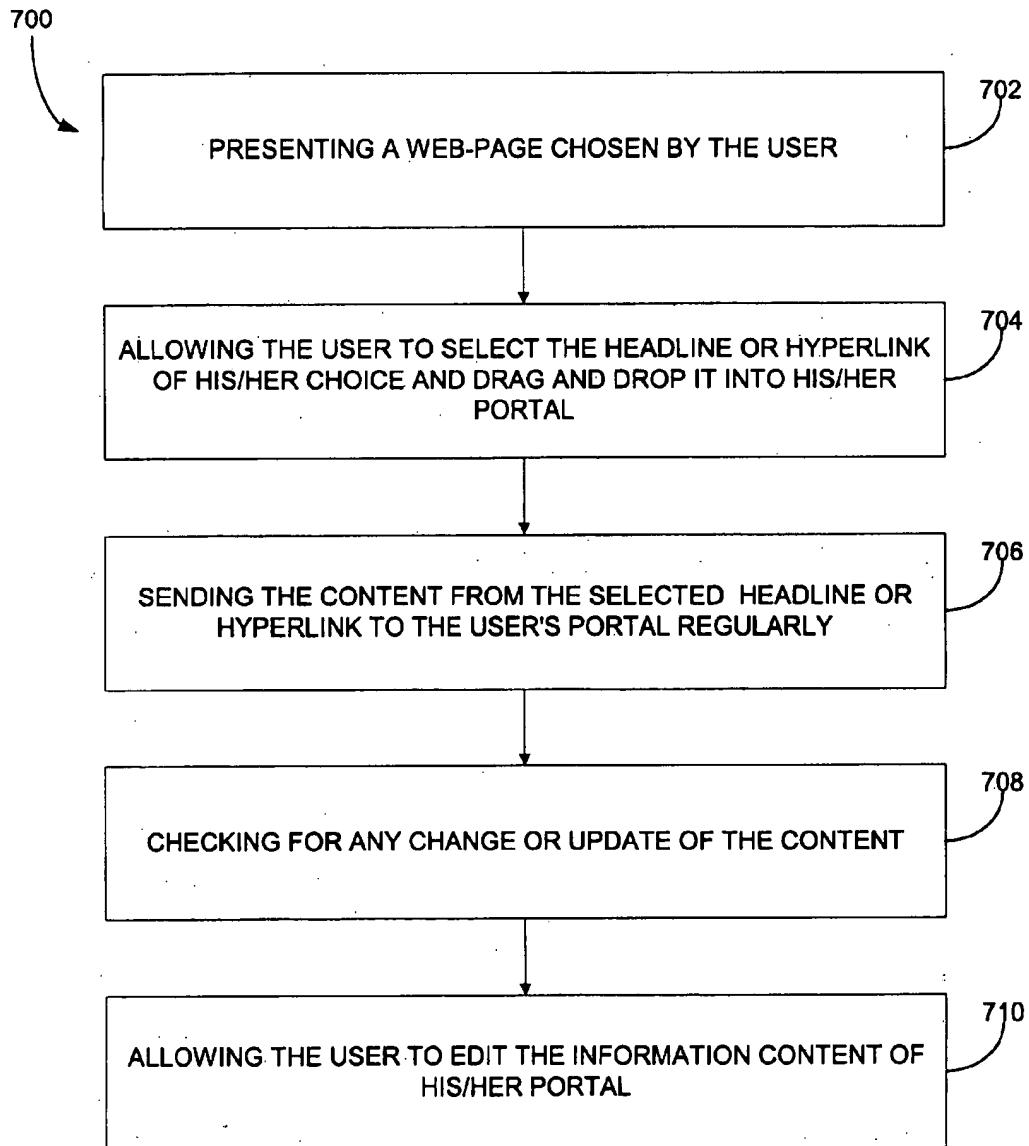 700
702
PRESENTING A WEB-PAGE CHOSEN BY THE USER
704
ALLOWING THE USER TO SELECT THE HEADLINE OR HYPERLINK
OF HIS/HER CHOICE AND DRAG AND DROP IT INTO HIS/HER
PORTAL
706
SENDING THE CONTENT FROM THE SELECTED HEADLINE OR
HYPERLINK TO THE USER'S PORTAL REGULARLY
708
CHECKING FOR ANY CHANGE OR UPDATE OF THE CONTENT
710
ALLOWING THE USER TO EDIT THE INFORMATION CONTENT OF
HIS/HER PORTAL